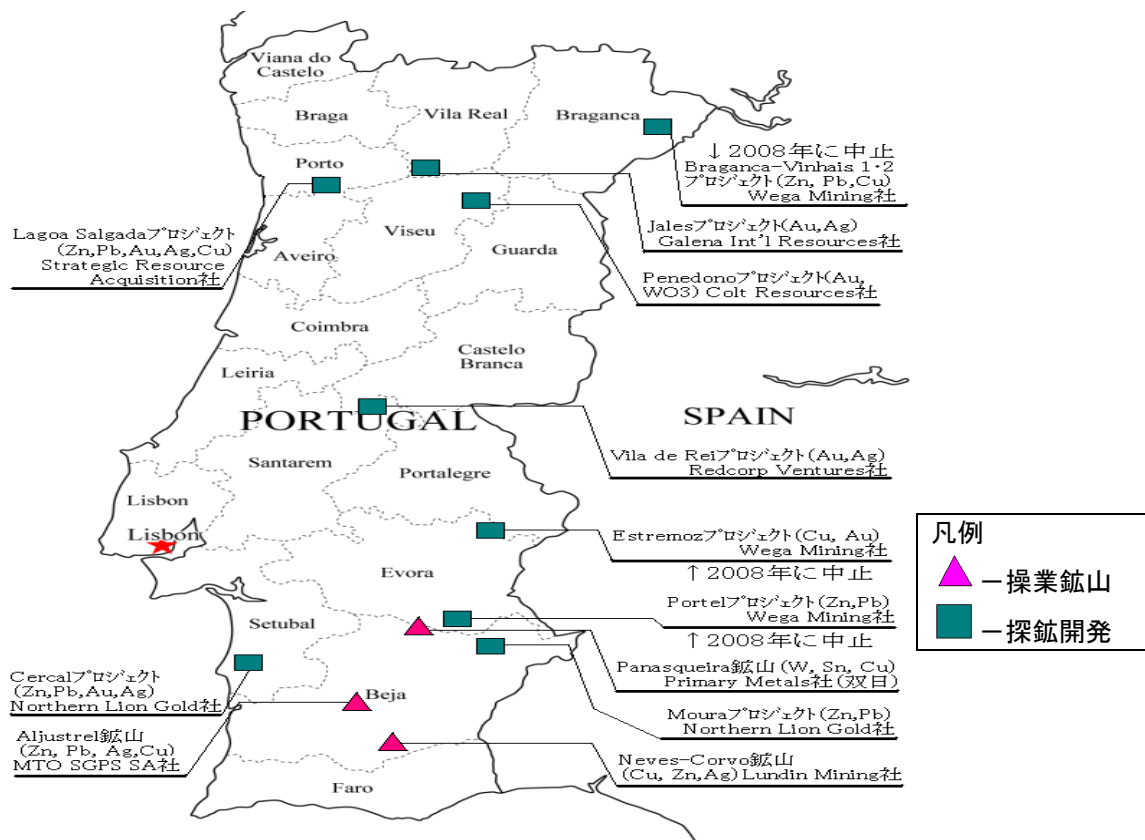 Viana do
Castelo
Braga
Vila Real
Braganca
Porto
↓2008年に中止
Braganca-Vinhais 1・2
プロジェクト(Zn, Pb,Cu)
Wega Mining社
Lagoa Salgadaプロジェクト
(Zn,Pb,Au,Ag,Cu)
Strategic Resource
Acquisition社
Viseu
Aveiro
Guarda
Jalesプロジェクト(Au,Ag)
Galena Int'l Resources社
Penedonoプロジェクト(Au,
WO3) Colt Resources社
Coimbra
Castelo
Branca
Leiria
PORTUGAL
SPAIN
Santarem
Portalegre
Vila de Reiプロジェクト(Au,Ag)
Redcorp Ventures社
Lisbon
Lisbon
Estremozプロジェクト(Cu, Au)
Wega Mining社
↑2008年に中止
Evora
Portelプロジェクト(Zn,Pb)
Wega Mining社
↑2008年に中止
Setubal
Panasqueira鉱山 (W, Sn, Cu)
Primary Metals社(双日)
Cercalプロジェクト
(Zn,Pb,Au,Ag)
Northern Lion Gold社
Beja
Mouraプロジェクト(Zn,Pb)
Northern Lion Gold社
Aljustrel鉱山
(Zn, Pb, Ag,Cu)
MTO SGPS SA社
Neves-Corvo鉱山
(Cu, Zn,Ag) Lundin Mining社
Faro
凡例
－操業鉱山
－探鉱開発